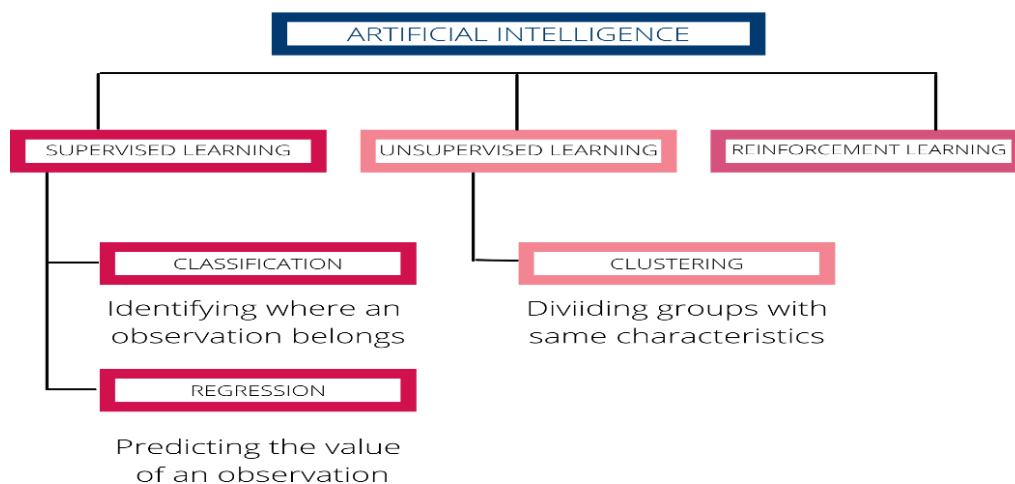 ARTIFICIAL INTELLIGENCE
SUPERVISED LEARNING
UNSUPERVISED LEARNING
REINFORCEMENT LEARNING
CLASSIFICATION
Identifying where an
observation belongs
CLUSTERING
Diviiding groups with
same characteristics
REGRESSION
Predicting the value
of an observation